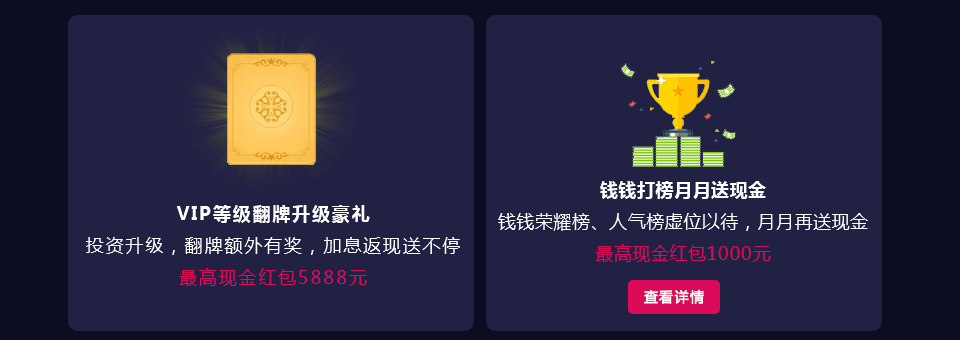 VIP等级翻牌升级豪礼
投资升级，翻牌额外有奖，加息返现送不停
最高现金红包5888元
钱钱打榜月月送现金
钱钱荣耀榜、人气榜虚位以待，月月再送现金
最高现金红包1000元
查看详情